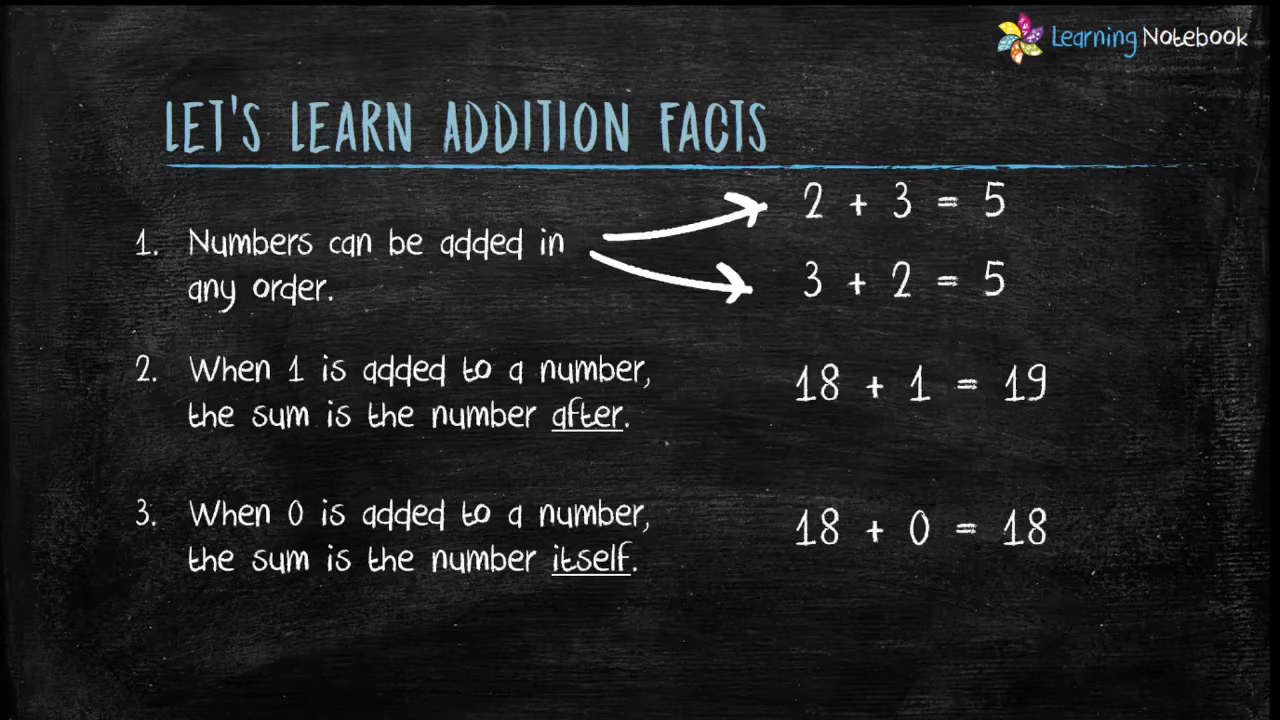 Learning Notebook
LET'S LEARN ADDITION FACTS
1. Numbers can be added in
any order.
2 + 3 = 5
3 + 2 = 5
2. When 1 is added to a number,
the sum is the number after.
18 + 1 = 19
3. When 0 is added to a number,
the sum is the number itself.
18 + 0 = 18